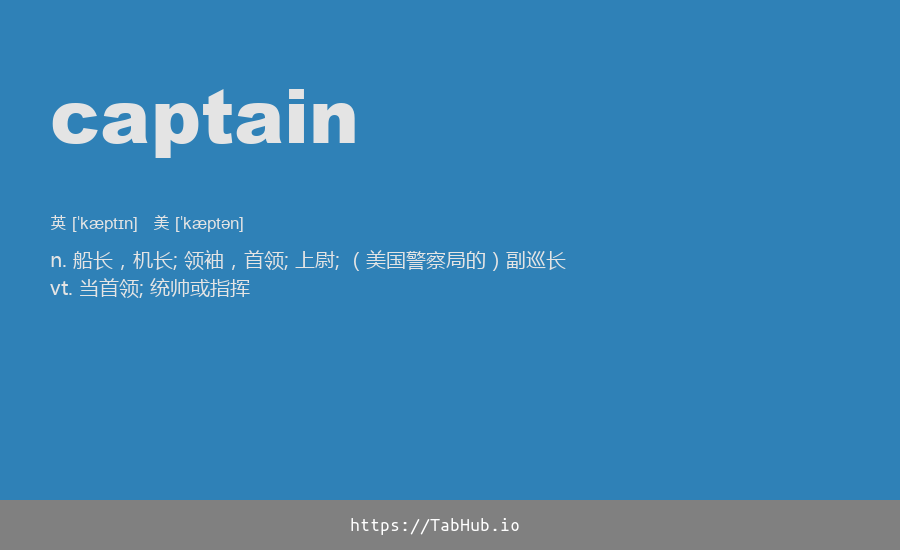 captain
英 [ˈkæptɪn]   美 [ˈkæptən]
n. 船长，机长; 领袖，首领; 上尉; （美国警察局的）副巡长
vt. 当首领; 统帅或指挥
https://TabHub.io